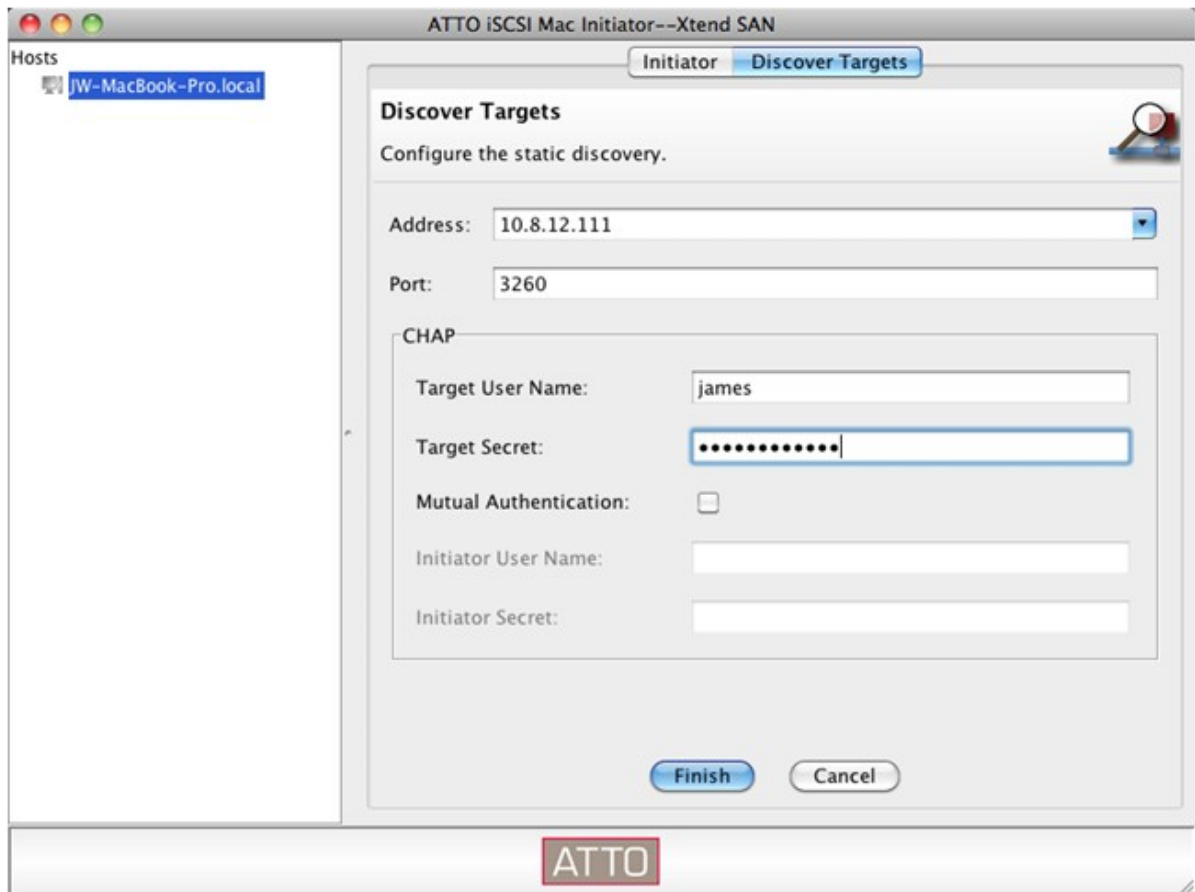 ATTO iSCSI Mac Initiator--Xtend SAN
Hosts
JW-MacBook-Pro.local
Initiator Discover Targets
Discover Targets
Configure the static discovery.
Address: 10.8.12.111
Port: 3260
CHAP
Target User Name: james
Target Secret: ••••••••••••
Mutual Authentication:
Initiator User Name:
Initiator Secret:
Finish Cancel
ATTO